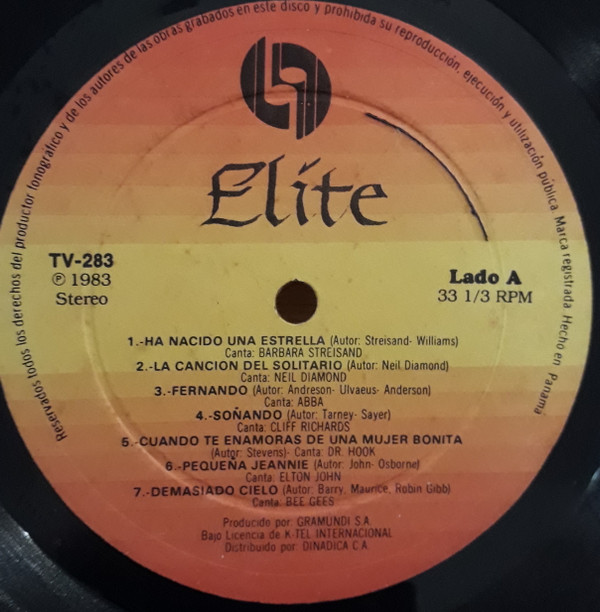 Reservados todos los derechos del productor fonográfico y de los autores de las obras grabados en este disco y prohibida su reproducción, ejecución y utilización pública. Marca registrada. Hecho en Panamá
Elite
TV-283
℗ 1983
Stereo
Lado A
33 1/3 RPM
1.-HA NACIDO UNA ESTRELLA (Autor: Streisand- Williams)
Canta: BARBARA STREISAND
2.-LA CANCION DEL SOLITARIO (Autor: Neil Diamond)
Canta: NEIL DIAMOND
3.-FERNANDO (Autor: Andreson- Ulvaeus- Anderson)
Canta: ABBA
4.-SOÑANDO (Autor: Tarney- Sayer)
Canta: CLIFF RICHARDS
5.-CUANDO TE ENAMORAS DE UNA MUJER BONITA
(Autor: Stevens)- Canta: DR. HOOK
6.-PEQUEÑA JEANNIE (Autor: John- Osborne)
Canta: ELTON JOHN
7.-DEMASIADO CIELO (Autor: Barry, Maurice, Robin Gibb)
Canta: BEE GEES
Producido por: GRAMUNDI S.A.
Bajo Licencia de K-TEL INTERNACIONAL
Distribuido por: DINADICA C.A.